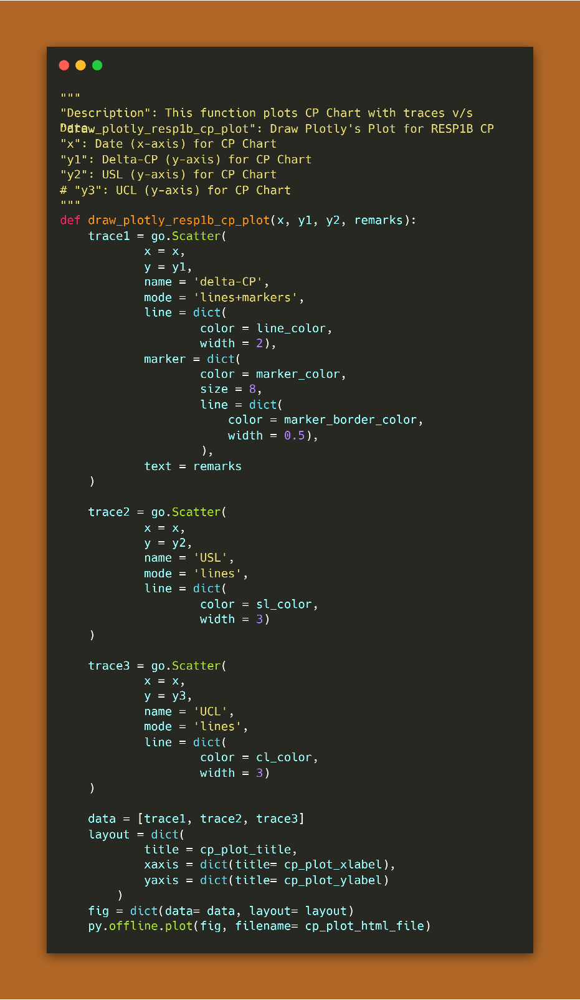 """
"Description": This function plots CP Chart with traces v/s
Date.
"draw_plotly_resp1b_cp_plot": Draw Plotly's Plot for RESP1B CP
"x": Date (x-axis) for CP Chart
"y1": Delta-CP (y-axis) for CP Chart
"y2": USL (y-axis) for CP Chart
# "y3": UCL (y-axis) for CP Chart
"""
def draw_plotly_resp1b_cp_plot(x, y1, y2, remarks):
    trace1 = go.Scatter(
            x = x,
            y = y1,
            name = 'delta-CP',
            mode = 'lines+markers',
            line = dict(
                    color = line_color,
                    width = 2),
            marker = dict(
                    color = marker_color,
                    size = 8,
                    line = dict(
                        color = marker_border_color,
                        width = 0.5),
                    ),
            text = remarks
    )

    trace2 = go.Scatter(
            x = x,
            y = y2,
            name = 'USL',
            mode = 'lines',
            line = dict(
                    color = sl_color,
                    width = 3)
    )

    trace3 = go.Scatter(
            x = x,
            y = y3,
            name = 'UCL',
            mode = 'lines',
            line = dict(
                    color = cl_color,
                    width = 3)
    )

    data = [trace1, trace2, trace3]
    layout = dict(
            title = cp_plot_title,
            xaxis = dict(title= cp_plot_xlabel),
            yaxis = dict(title= cp_plot_ylabel)
        )
    fig = dict(data= data, layout= layout)
    py.offline.plot(fig, filename= cp_plot_html_file)